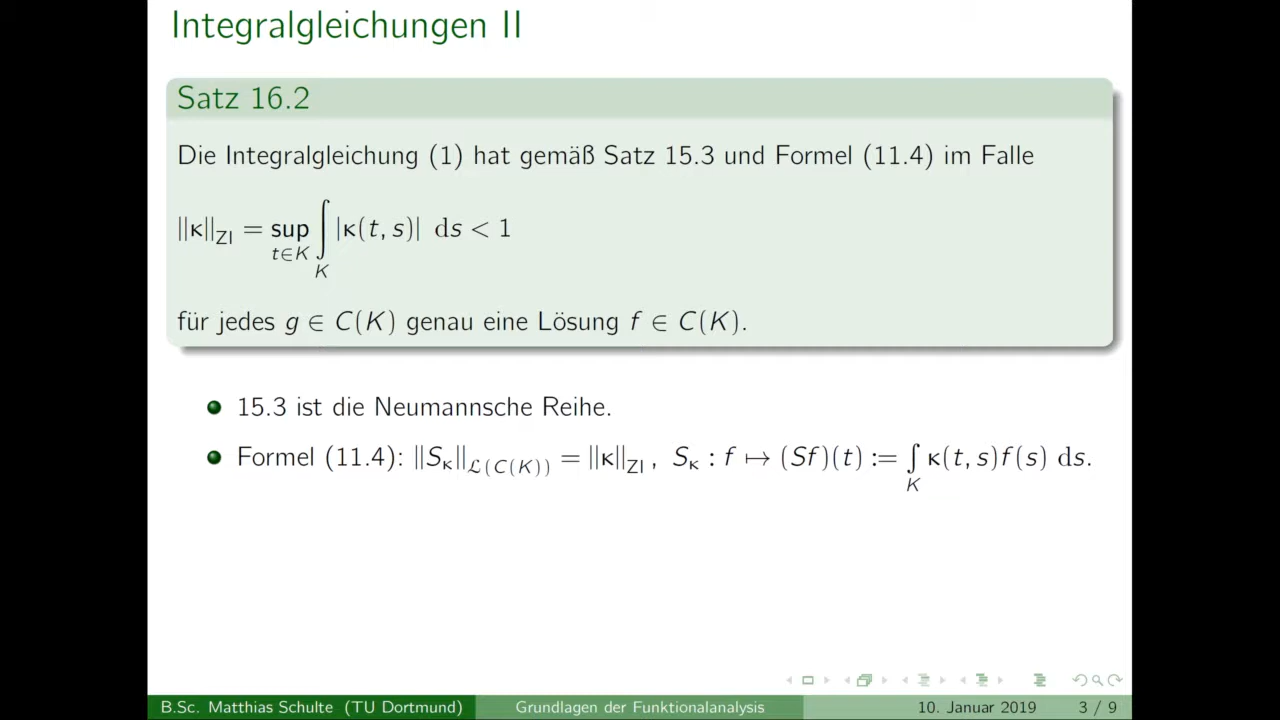 Integralgleichungen II
Satz 16.2
Die Integralgleichung (1) hat gemäß Satz 15.3 und Formel (11.4) im Falle
‖κ‖_ZI = sup_{t∈K} ∫_K |κ(t, s)| ds < 1
für jedes g ∈ C(K) genau eine Lösung f ∈ C(K).
15.3 ist die Neumannsche Reihe.
Formel (11.4): ‖S_κ‖_{ℒ(C(K))} = ‖κ‖_ZI , S_κ : f ↦ (Sf)(t) := ∫_K κ(t, s)f(s) ds.
B.Sc. Matthias Schulte (TU Dortmund) Grundlagen der Funktionalanalysis 10. Januar 2019 3 / 9